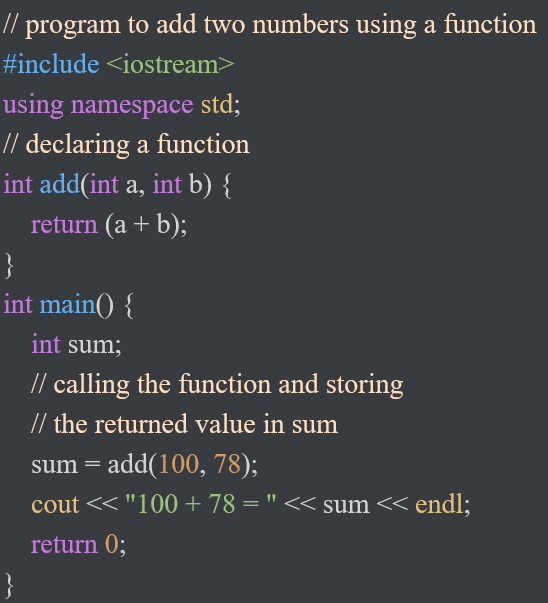 // program to add two numbers using a function
#include <iostream>
using namespace std;
// declaring a function
int add(int a, int b) {
    return (a + b);
}
int main() {
    int sum;
    // calling the function and storing
    // the returned value in sum
    sum = add(100, 78);
    cout << "100 + 78 = " << sum << endl;
    return 0;
}